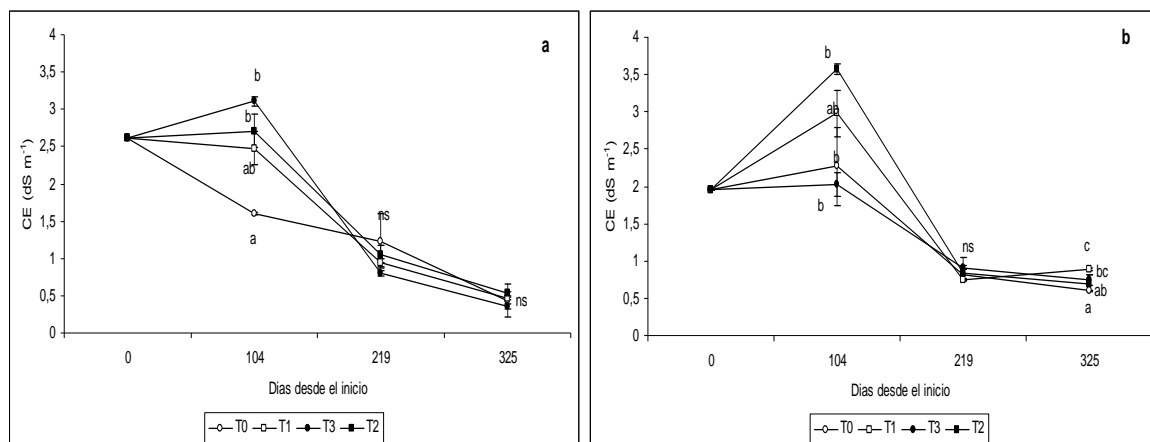 a
4
3,5
3
2,5
2
1,5
1
0,5
0
CE (dS m-1)
b
b
ab
a
ns
ns
0 104 219 325
Dias desde el inicio
T0 T1 T3 T2
b
4
3,5
3
2,5
2
1,5
1
0,5
0
CE (dS m-1)
b
ab
b
b
ns
c
bc
ab
a
0 104 219 325
Dias desde el inicio
T0 T1 T3 T2